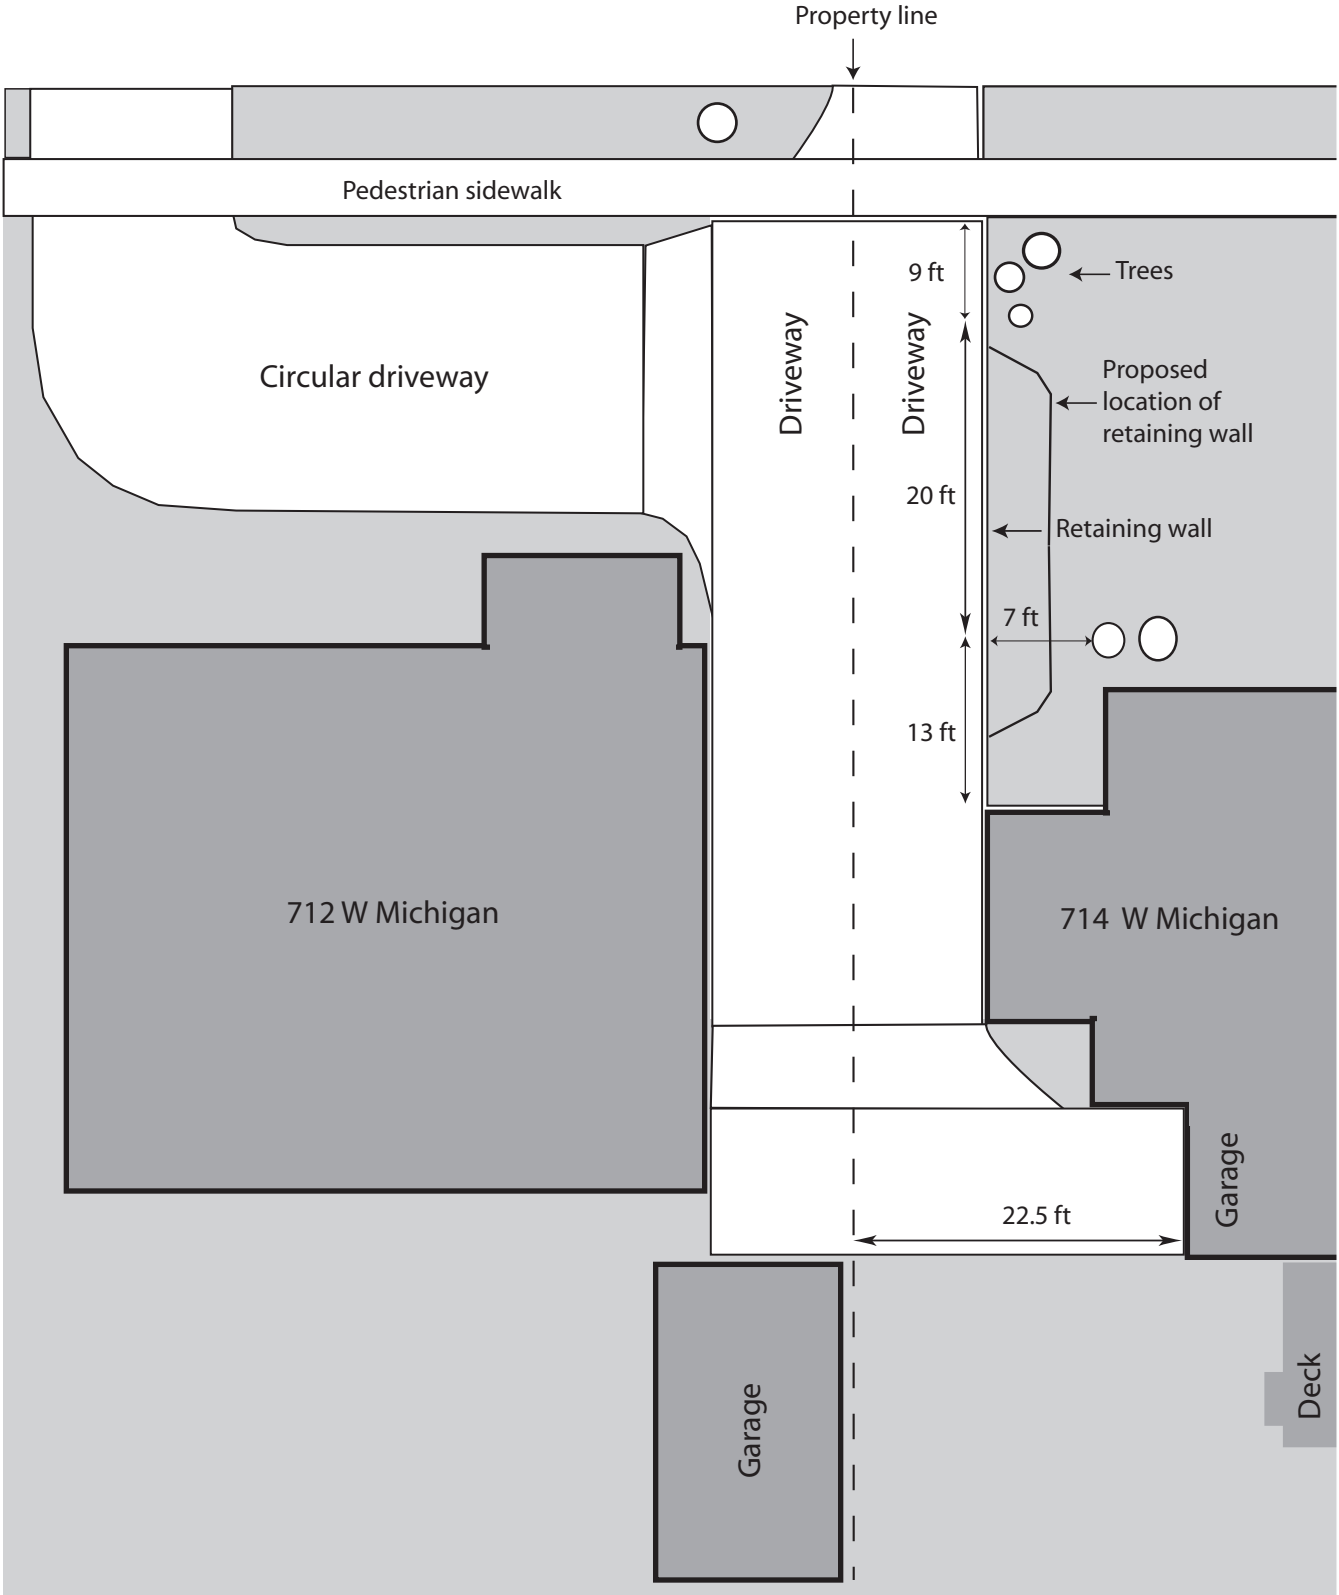 Property line
Pedestrian sidewalk
9 ft
Trees
Driveway
Driveway
Circular driveway
Proposed
location of
retaining wall
20 ft
Retaining wall
7 ft
13 ft
712 W Michigan
714 W Michigan
Garage
22.5 ft
Garage
Deck